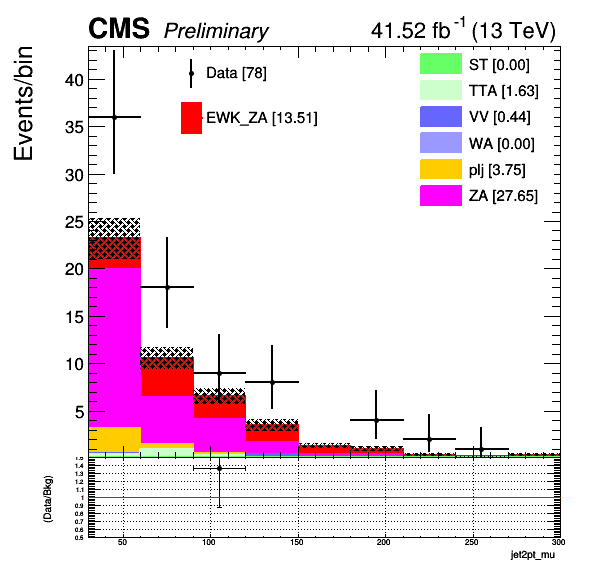 CMS Preliminary 41.52 fb⁻¹ (13 TeV)
Events/bin
40
35
30
25
20
15
10
5
Data [78]
EWK_ZA [13.51]
ST [0.00]
TTA [1.63]
VV [0.44]
WA [0.00]
plj [3.75]
ZA [27.65]
(Data/Bkg)
1.5
1.4
1.3
1.2
1.1
1
0.9
0.8
0.7
0.6
0.5
50 100 150 200 250 300
jet2pt_mu